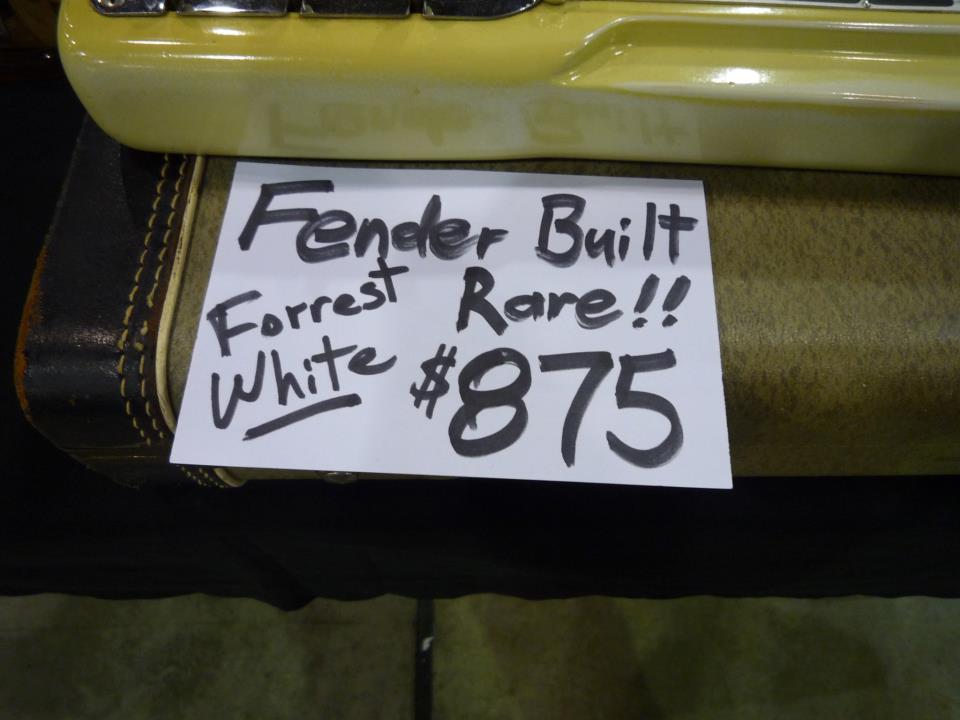 Fender Built
Forrest
White
Rare!!
$875